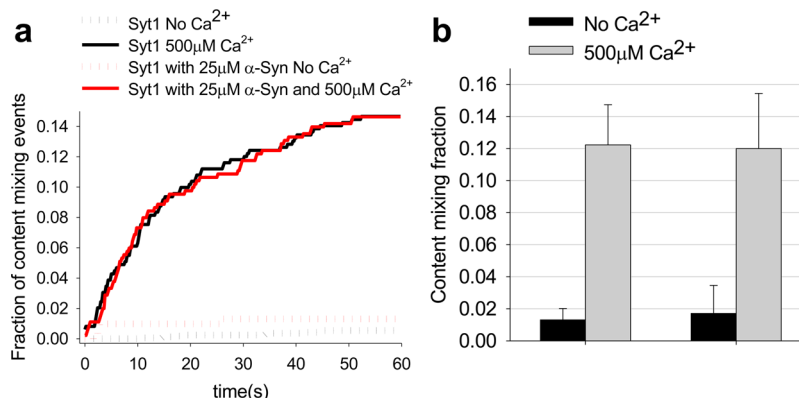 a
Syt1 No Ca²⁺
Syt1 500μM Ca²⁺
Syt1 with 25μM α-Syn No Ca²⁺
Syt1 with 25μM α-Syn and 500μM Ca²⁺
Fraction of content mixing events
0.14
0.12
0.10
0.08
0.06
0.04
0.02
0.00
0 10 20 30 40 50 60
time(s)
b
No Ca²⁺
500μM Ca²⁺
Content mixing fraction
0.16
0.14
0.12
0.10
0.08
0.06
0.04
0.02
0.00